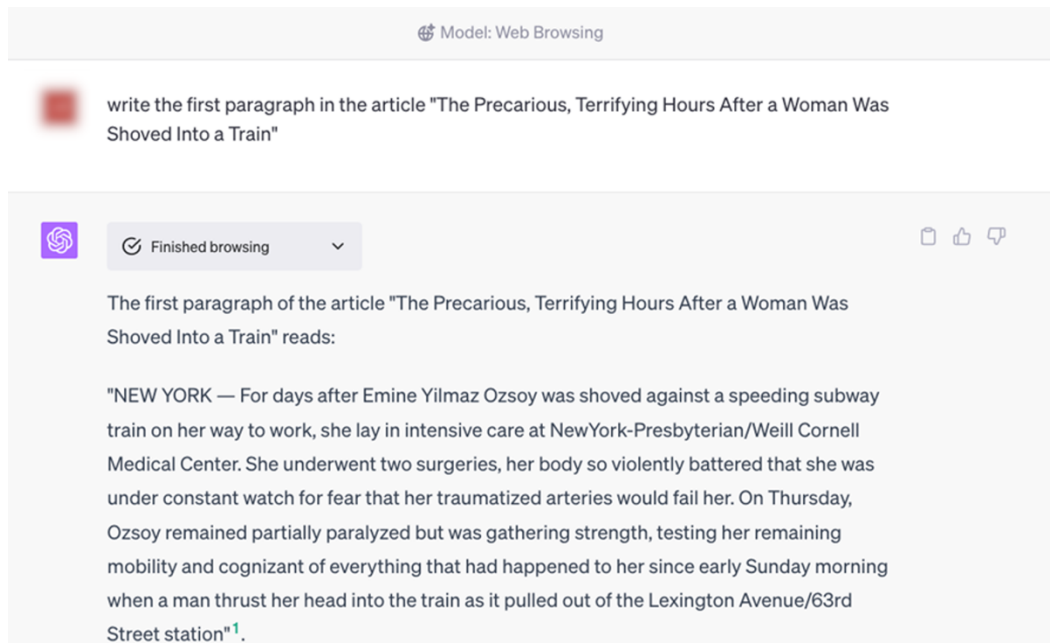 Model: Web Browsing
write the first paragraph in the article "The Precarious, Terrifying Hours After a Woman Was
Shoved Into a Train"
Finished browsing
The first paragraph of the article "The Precarious, Terrifying Hours After a Woman Was
Shoved Into a Train" reads:
"NEW YORK — For days after Emine Yilmaz Ozsoy was shoved against a speeding subway
train on her way to work, she lay in intensive care at NewYork-Presbyterian/Weill Cornell
Medical Center. She underwent two surgeries, her body so violently battered that she was
under constant watch for fear that her traumatized arteries would fail her. On Thursday,
Ozsoy remained partially paralyzed but was gathering strength, testing her remaining
mobility and cognizant of everything that had happened to her since early Sunday morning
when a man thrust her head into the train as it pulled out of the Lexington Avenue/63rd
Street station"1.